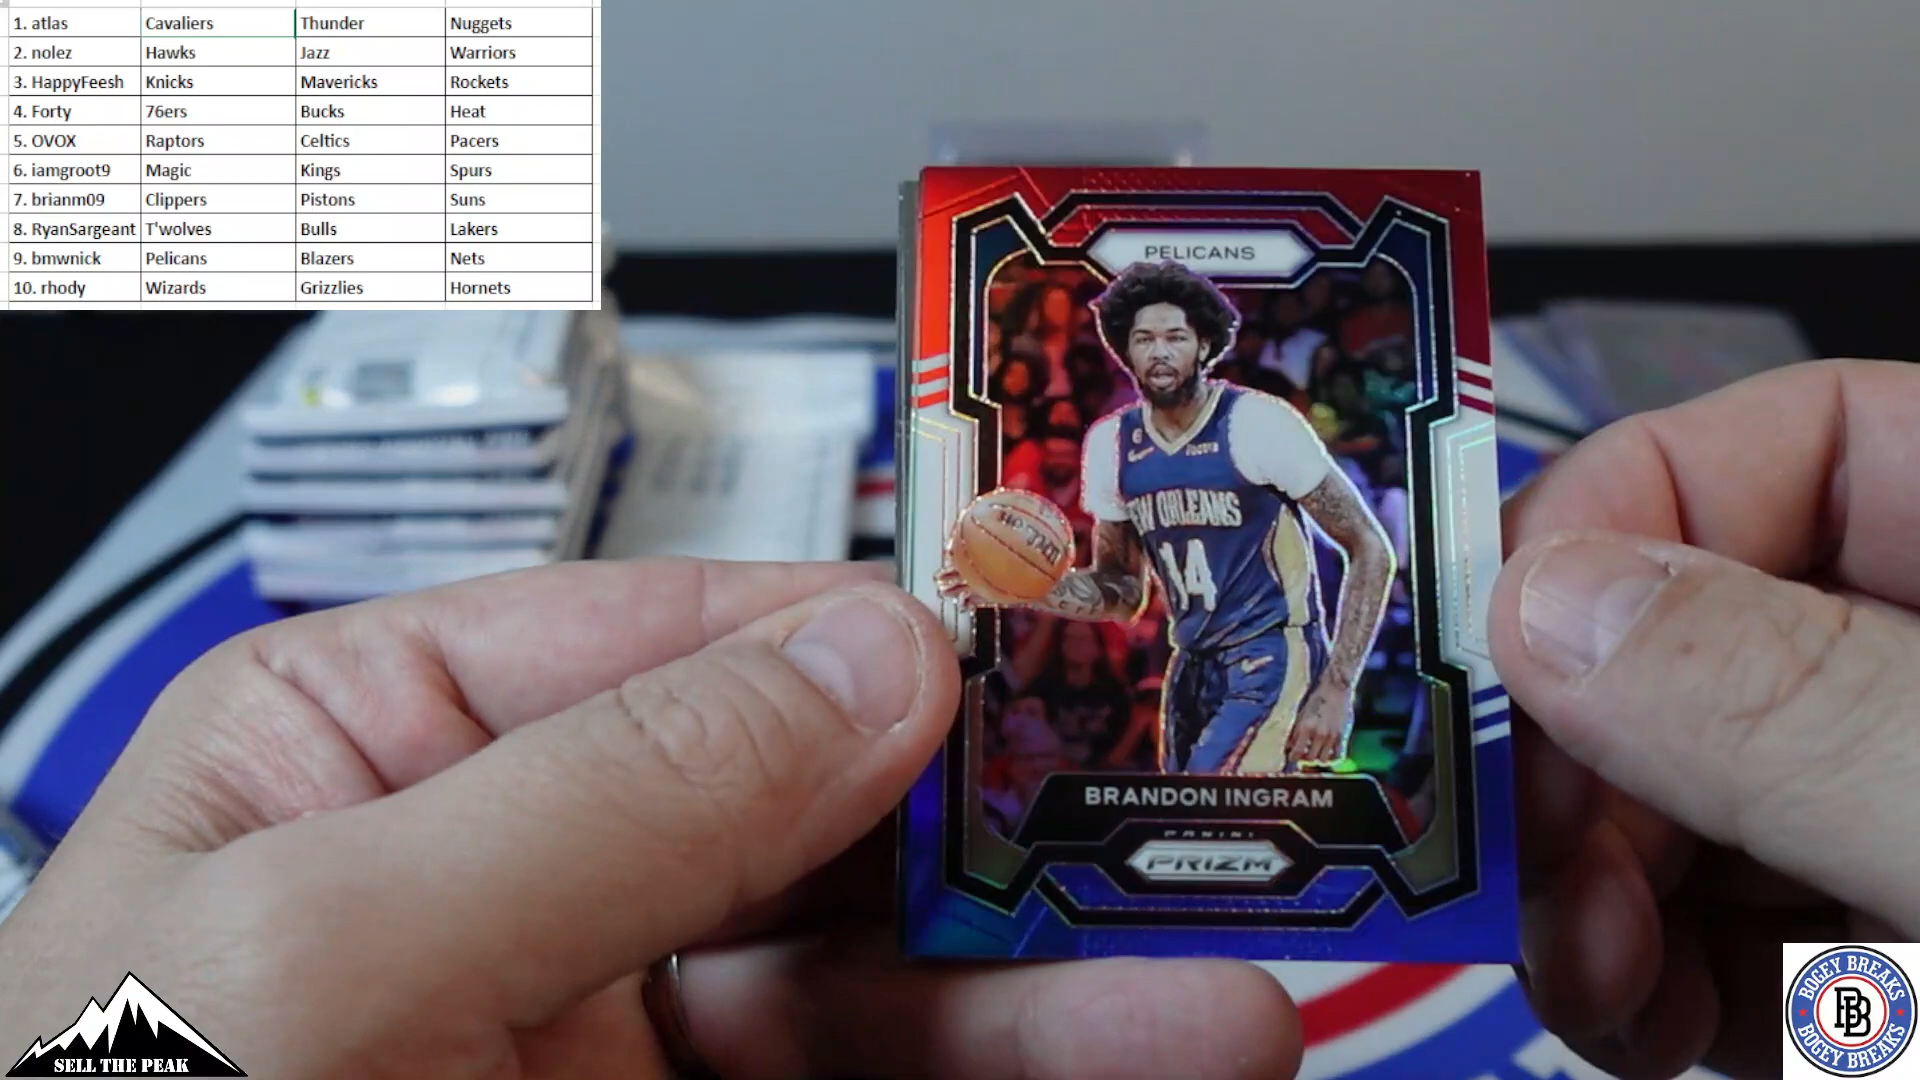 1. atlas Cavaliers Thunder Nuggets
2. nolez Hawks Jazz Warriors
3. HappyFeesh Knicks Mavericks Rockets
4. Forty 76ers Bucks Heat
5. OVOX Raptors Celtics Pacers
6. iamgroot9 Magic Kings Spurs
7. brianm09 Clippers Pistons Suns
8. RyanSargeant T'wolves Bulls Lakers
9. bmwnick Pelicans Blazers Nets
10. rhody Wizards Grizzlies Hornets
PELICANS
6
NEW ORLEANS
14
BRANDON INGRAM
PANINI
PRIZM
SELL THE PEAK
BOGEY BREAKS
BB
BOGEY BREAKS